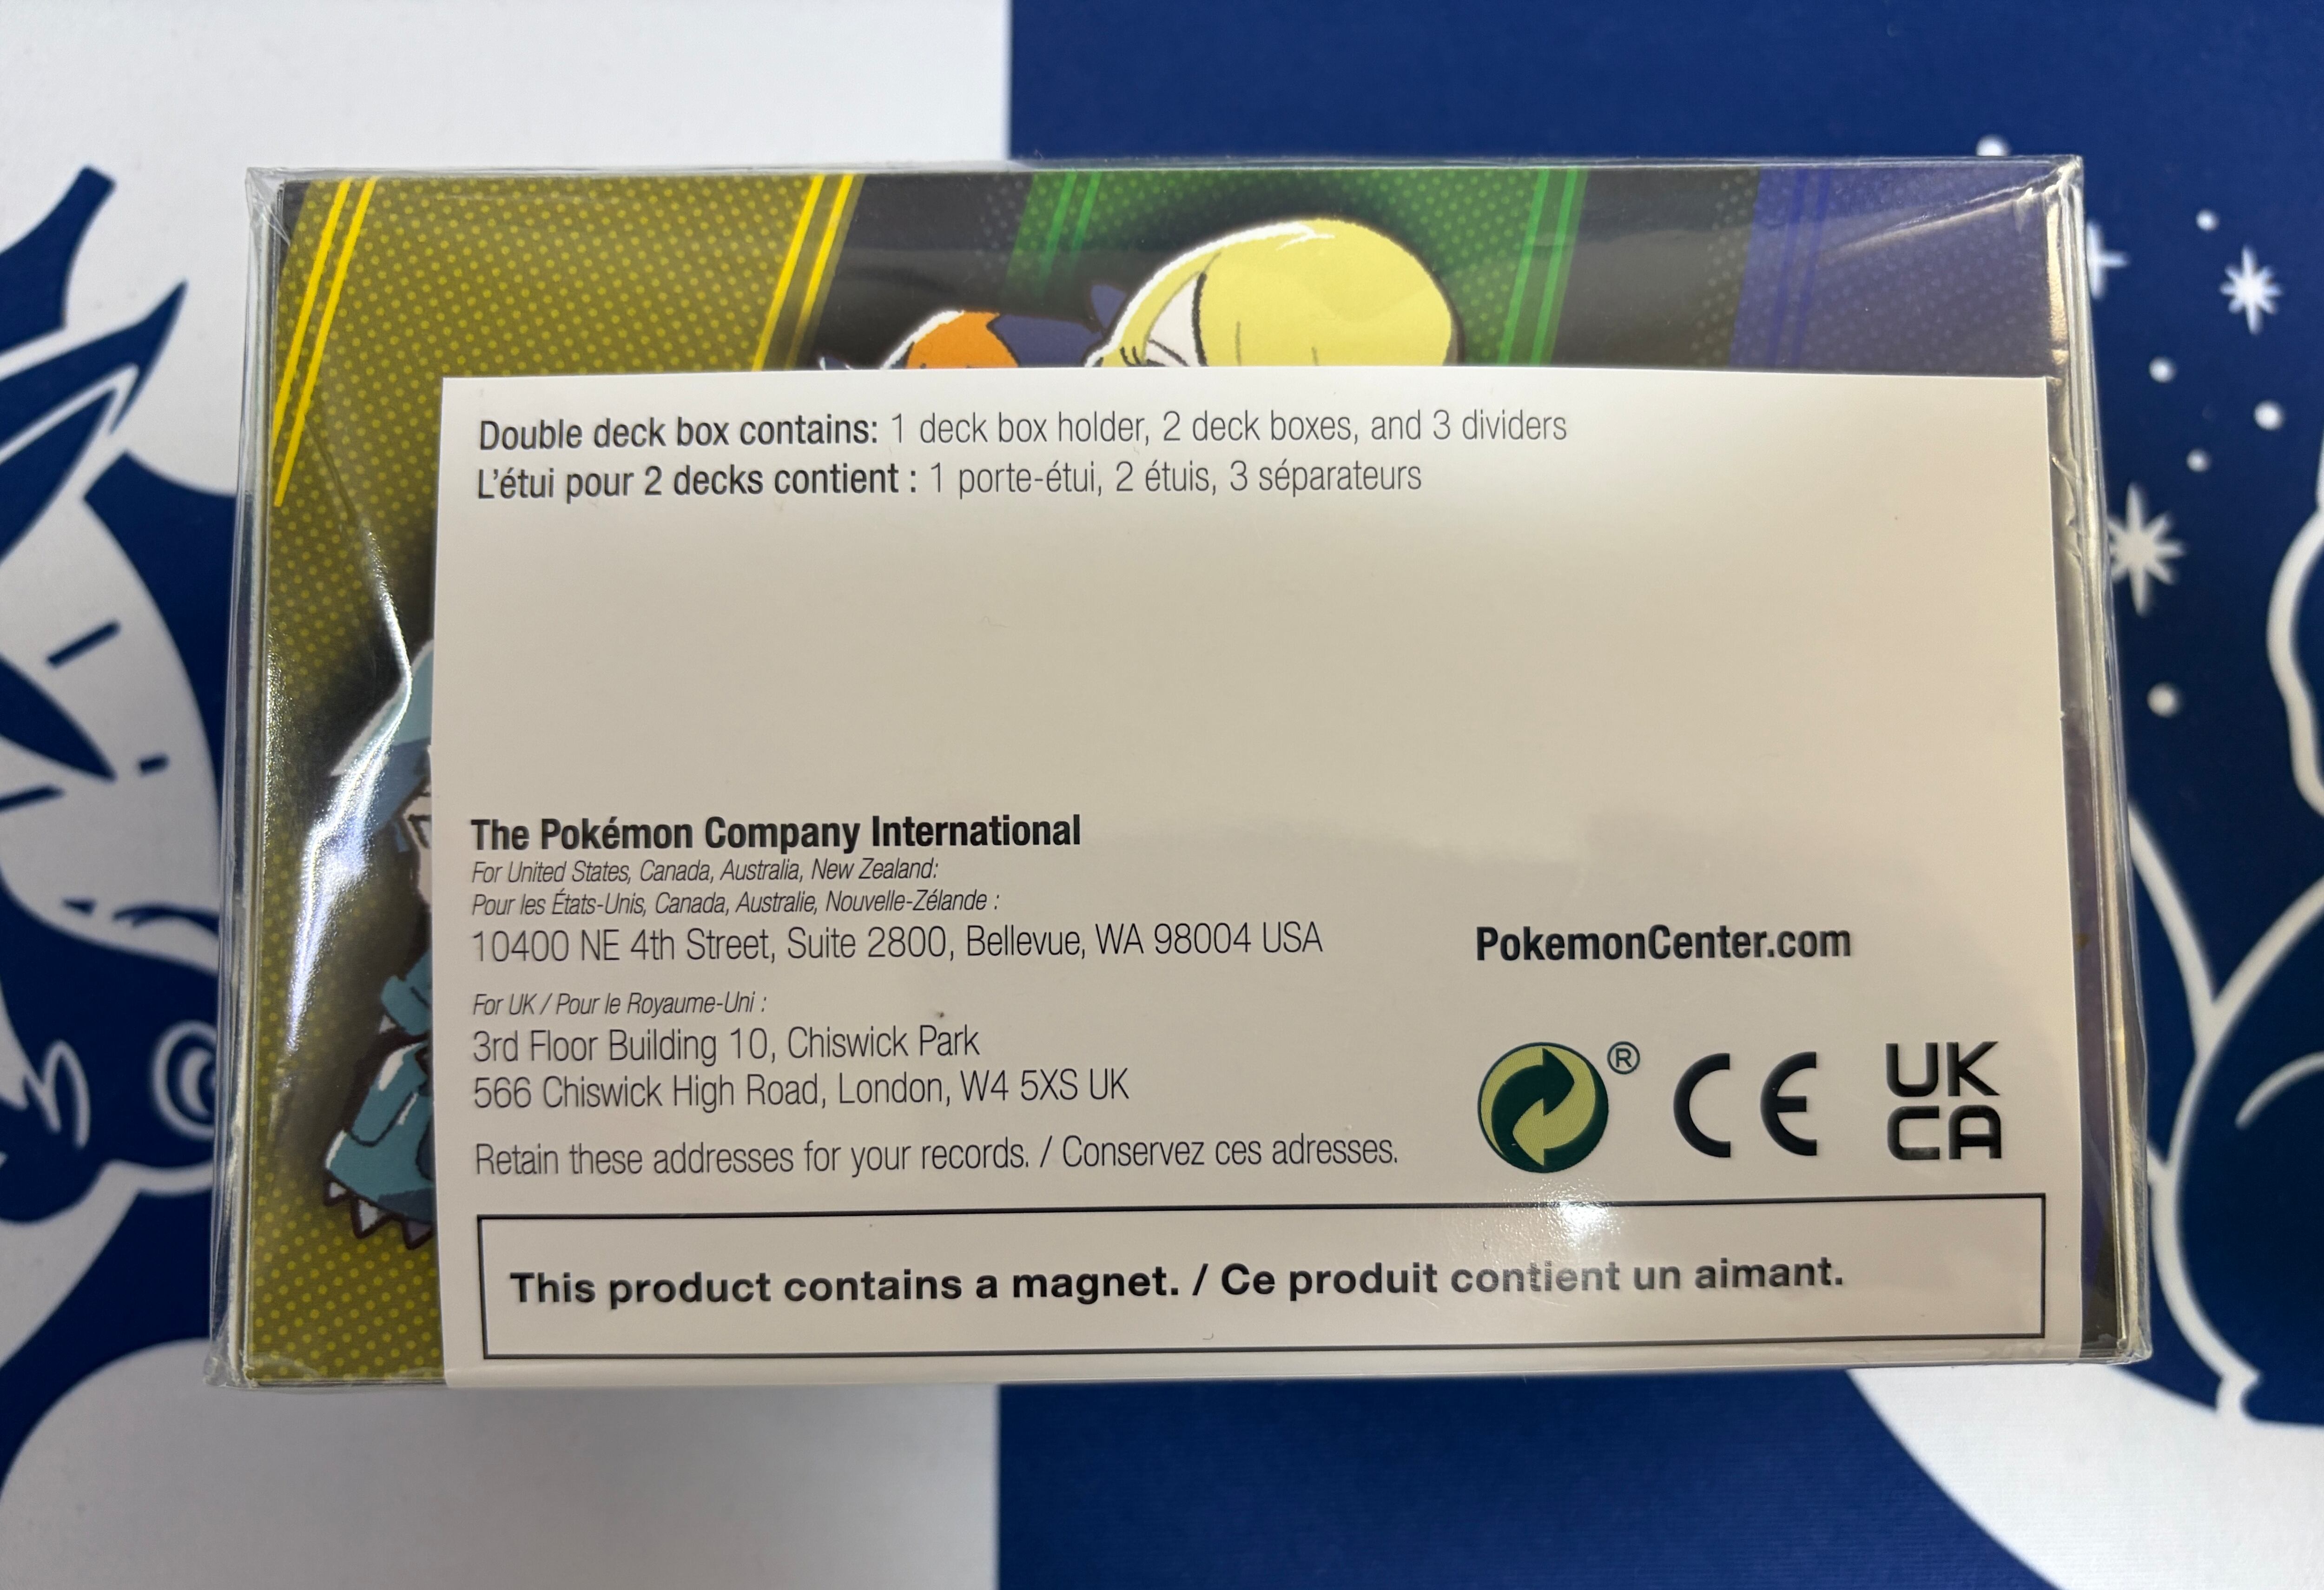 Double deck box contains: 1 deck box holder, 2 deck boxes, and 3 dividers
L'étui pour 2 decks contient : 1 porte-étui, 2 étuis, 3 séparateurs
The Pokémon Company International
For United States, Canada, Australia, New Zealand:
Pour les États-Unis, Canada, Australie, Nouvelle-Zélande :
10400 NE 4th Street, Suite 2800, Bellevue, WA 98004 USA
For UK / Pour le Royaume-Uni :
3rd Floor Building 10, Chiswick Park
566 Chiswick High Road, London, W4 5XS UK
Retain these addresses for your records. / Conservez ces adresses.
PokemonCenter.com
® CE UK
CA
This product contains a magnet. / Ce produit contient un aimant.